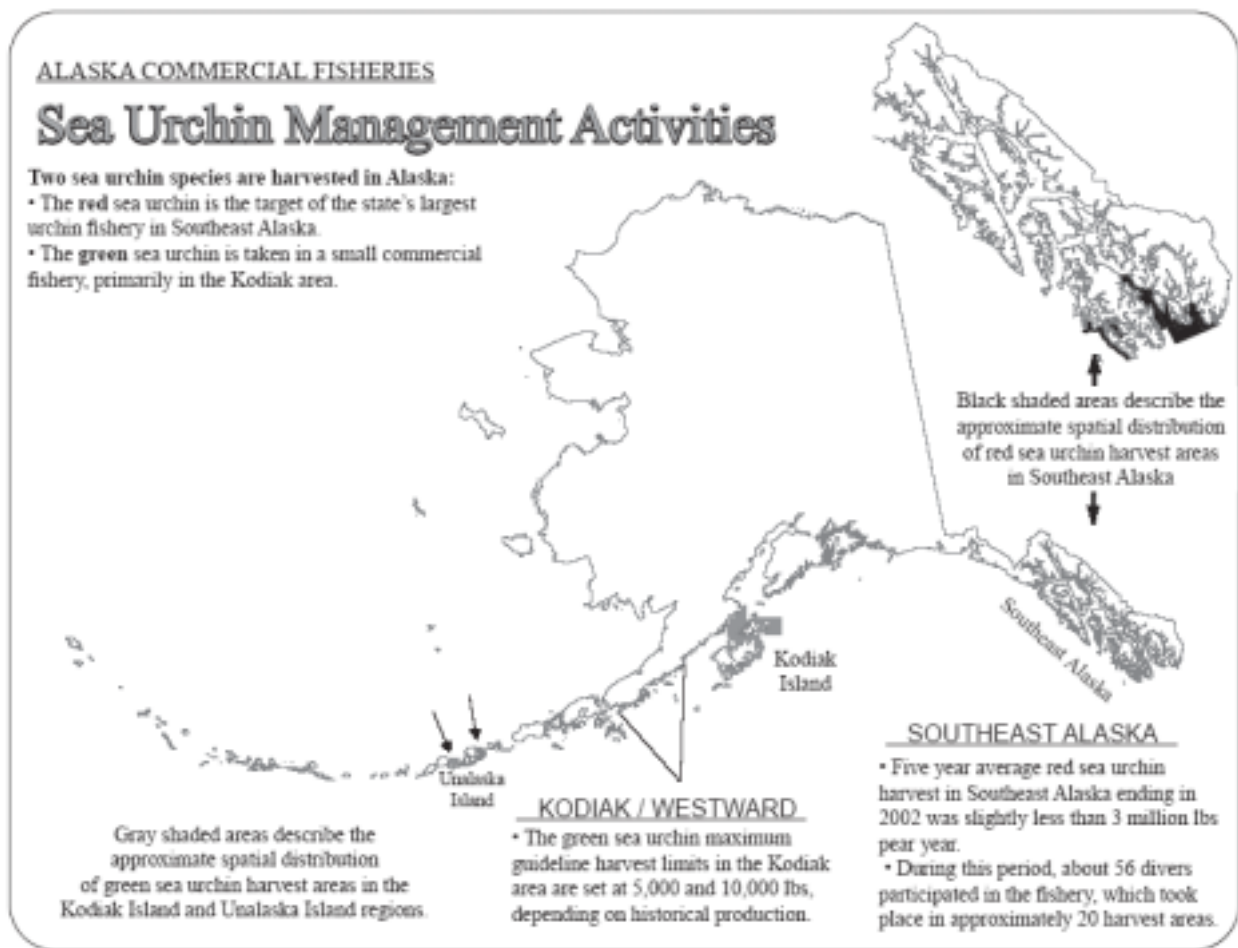 ALASKA COMMERCIAL FISHERIES
Sea Urchin Management Activities
Two sea urchin species are harvested in Alaska:
• The red sea urchin is the target of the state's largest
urchin fishery in Southeast Alaska.
• The green sea urchin is taken in a small commercial
fishery, primarily in the Kodiak area.
Black shaded areas describe the
approximate spatial distribution
of red sea urchin harvest areas
in Southeast Alaska
Southeast Alaska
Kodiak
Island
Unalaska
Island
Gray shaded areas describe the
approximate spatial distribution
of green sea urchin harvest areas in the
Kodiak Island and Unalaska Island regions.
KODIAK / WESTWARD
• The green sea urchin maximum
guideline harvest limits in the Kodiak
area are set at 5,000 and 10,000 lbs,
depending on historical production.
SOUTHEAST ALASKA
• Five year average red sea urchin
harvest in Southeast Alaska ending in
2002 was slightly less than 3 million lbs
pear year.
• During this period, about 56 divers
participated in the fishery, which took
place in approximately 20 harvest areas.